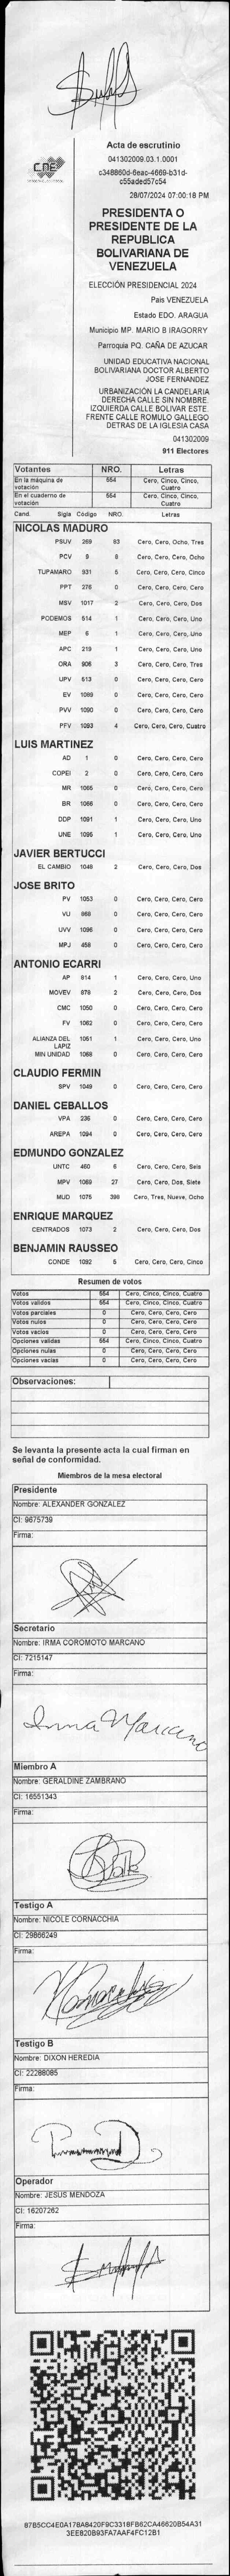 Acta de escrutinio
041302009.03.1.0001
c348860d-6eac-4669-b31d-
c55aded57c54
28/07/2024 07:00:18 PM
PRESIDENTA O
PRESIDENTE DE LA
REPUBLICA
BOLIVARIANA DE
VENEZUELA
ELECCIÓN PRESIDENCIAL 2024
Pais VENEZUELA
Estado EDO. ARAGUA
Municipio MP. MARIO B IRAGORRY
Parroquia PQ. CAÑA DE AZUCAR
UNIDAD EDUCATIVA NACIONAL
BOLIVARIANA DOCTOR ALBERTO
JOSE FERNANDEZ
URBANIZACIÓN LA CANDELARIA
DERECHA CALLE SIN NOMBRE.
IZQUIERDA CALLE BOLIVAR ESTE.
FRENTE CALLE ROMULO GALLEGO
DETRAS DE LA IGLESIA CASA
041302009
911 Electores
Votantes NRO. Letras
En la máquina de votación 554 Cero, Cinco, Cinco, Cuatro
En el cuaderno de votación 554 Cero, Cinco, Cinco, Cuatro
Cand. Sigla Código NRO. Letras
NICOLAS MADURO
PSUV 269 83 Cero, Cero, Ocho, Tres
PCV 9 8 Cero, Cero, Cero, Ocho
TUPAMARO 931 5 Cero, Cero, Cero, Cinco
PPT 276 0 Cero, Cero, Cero, Cero
MSV 1017 2 Cero, Cero, Cero, Dos
PODEMOS 514 1 Cero, Cero, Cero, Uno
MEP 6 1 Cero, Cero, Cero, Uno
APC 219 1 Cero, Cero, Cero, Uno
ORA 906 3 Cero, Cero, Cero, Tres
UPV 513 0 Cero, Cero, Cero, Cero
EV 1089 0 Cero, Cero, Cero, Cero
PVV 1090 0 Cero, Cero, Cero, Cero
PFV 1093 4 Cero, Cero, Cero, Cuatro
LUIS MARTINEZ
AD 1 0 Cero, Cero, Cero, Cero
COPEI 2 0 Cero, Cero, Cero, Cero
MR 1065 0 Cero, Cero, Cero, Cero
BR 1066 0 Cero, Cero, Cero, Cero
DDP 1091 1 Cero, Cero, Cero, Uno
UNE 1095 1 Cero, Cero, Cero, Uno
JAVIER BERTUCCI
EL CAMBIO 1048 2 Cero, Cero, Cero, Dos
JOSE BRITO
PV 1053 0 Cero, Cero, Cero, Cero
VU 868 0 Cero, Cero, Cero, Cero
UVV 1096 0 Cero, Cero, Cero, Cero
MPJ 458 0 Cero, Cero, Cero, Cero
ANTONIO ECARRI
AP 814 1 Cero, Cero, Cero, Uno
MOVEV 879 2 Cero, Cero, Cero, Dos
CMC 1050 0 Cero, Cero, Cero, Cero
FV 1062 0 Cero, Cero, Cero, Cero
ALIANZA DEL LAPIZ 1061 1 Cero, Cero, Cero, Uno
MIN UNIDAD 1068 0 Cero, Cero, Cero, Cero
CLAUDIO FERMIN
SPV 1049 0 Cero, Cero, Cero, Cero
DANIEL CEBALLOS
VPA 236 0 Cero, Cero, Cero, Cero
AREPA 1094 0 Cero, Cero, Cero, Cero
EDMUNDO GONZALEZ
UNTC 460 6 Cero, Cero, Cero, Seis
MPV 1069 27 Cero, Cero, Dos, Siete
MUD 1075 398 Cero, Tres, Nueve, Ocho
ENRIQUE MARQUEZ
CENTRADOS 1073 2 Cero, Cero, Cero, Dos
BENJAMIN RAUSSEO
CONDE 1092 5 Cero, Cero, Cero, Cinco
Resumen de votos
Votos 554 Cero, Cinco, Cinco, Cuatro
Votos validos 554 Cero, Cinco, Cinco, Cuatro
Votos parciales 0 Cero, Cero, Cero, Cero
Votos nulos 0 Cero, Cero, Cero, Cero
Votos vacios 0 Cero, Cero, Cero, Cero
Opciones validas 554 Cero, Cinco, Cinco, Cuatro
Opciones nulas 0 Cero, Cero, Cero, Cero
Opciones vacias 0 Cero, Cero, Cero, Cero
Observaciones:
Se levanta la presente acta la cual firman en
señal de conformidad.
Miembros de la mesa electoral
Presidente
Nombre: ALEXANDER GONZALEZ
CI: 9675739
Firma:
Secretario
Nombre: IRMA COROMOTO MARCANO
CI: 7215147
Firma:
Irma Marcano
Miembro A
Nombre: GERALDINE ZAMBRANO
CI: 16551343
Firma:
Testigo A
Nombre: NICOLE CORNACCHIA
CI: 29866249
Firma:
Testigo B
Nombre: DIXON HEREDIA
CI: 22288085
Firma:
Operador
Nombre: JESUS MENDOZA
CI: 16207262
Firma:
87B5CC4E0A178A8420F9C3318FB62CA46620B54A31
3EE820B93FA7AAF4FC12B1